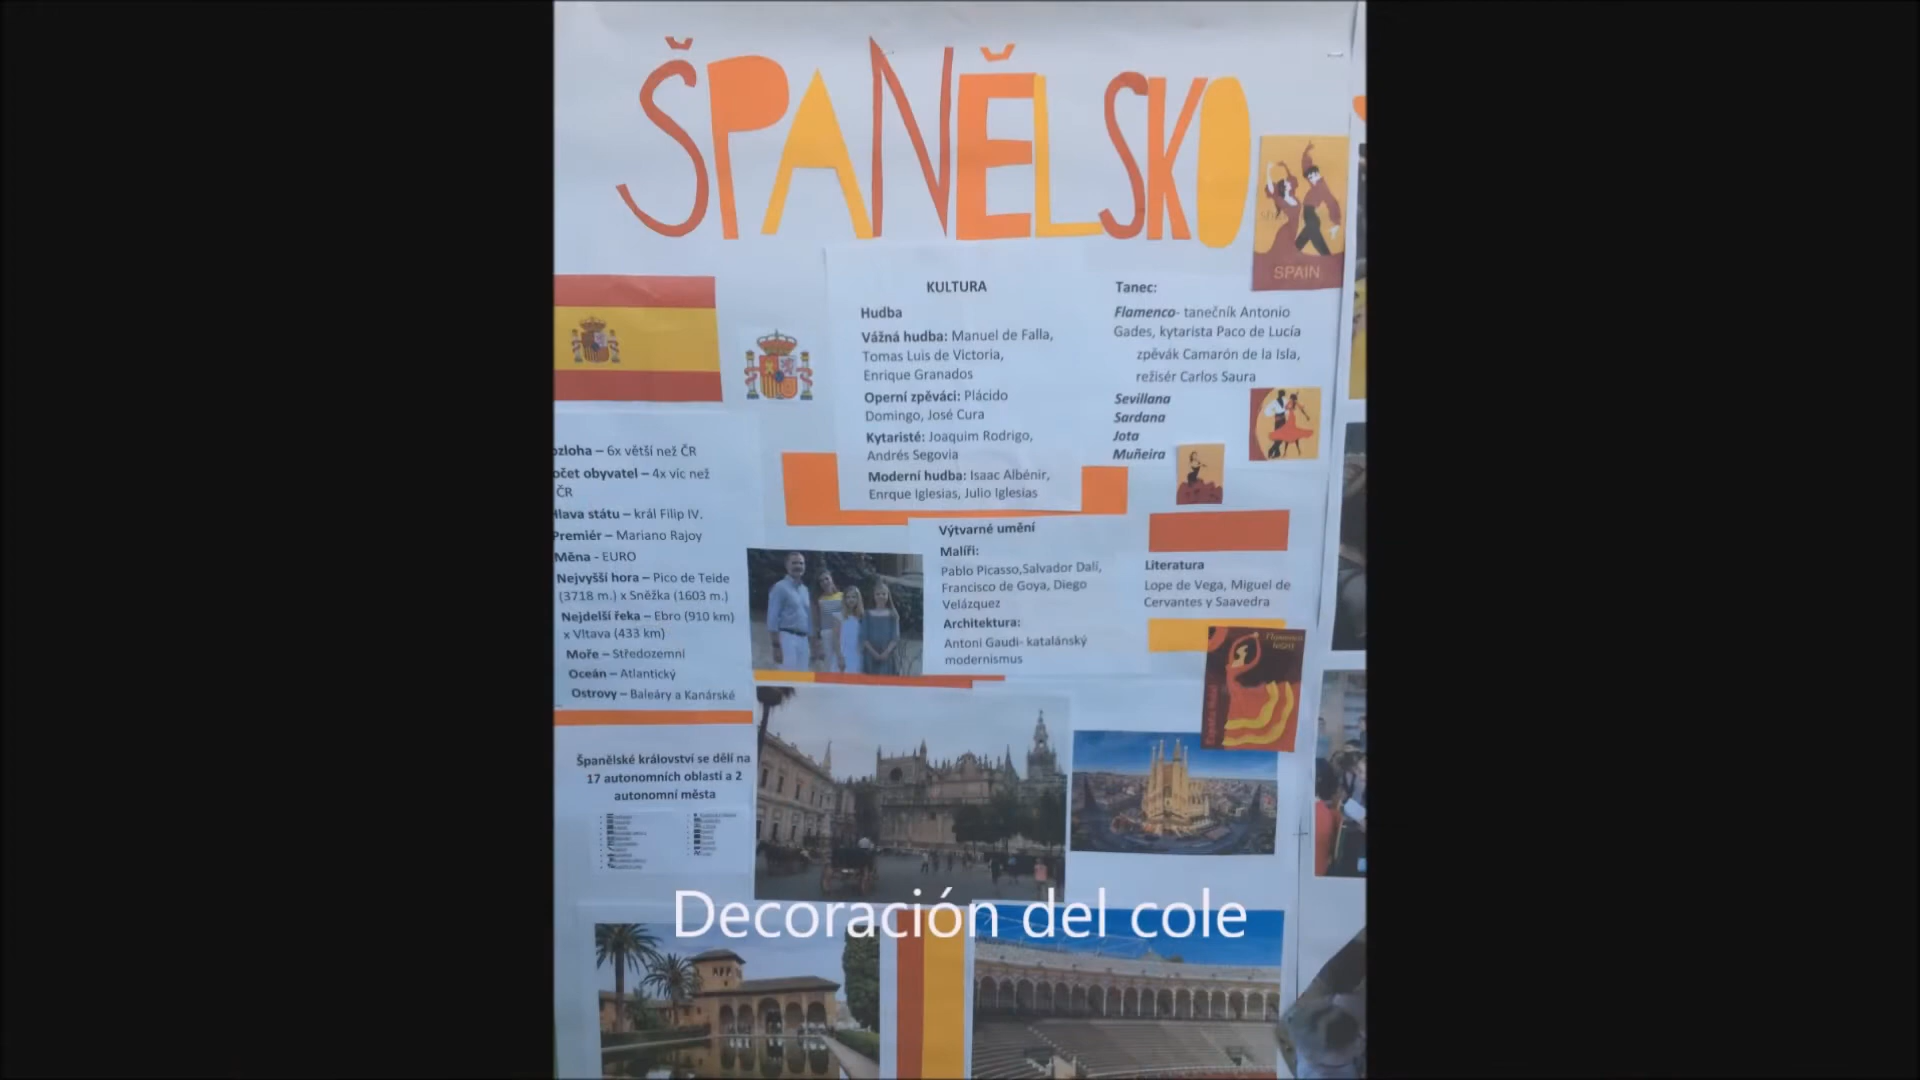 ŠPANĚLSKO
SPAIN
KULTURA
Hudba
Vážná hudba: Manuel de Falla,
Tomas Luis de Victoria,
Enrique Granados
Operní zpěváci: Plácido
Domingo, José Cura
Kytaristé: Joaquim Rodrigo,
Andrés Segovia
Moderní hudba: Isaac Albénir,
Enrque Iglesias, Julio Iglesias
Tanec:
Flamenco- tanečník Antonio
Gades, kytarista Paco de Lucía
zpěvák Camarón de la Isla,
režisér Carlos Saura
Sevillana
Sardana
Jota
Muñeira
ozloha – 6x větší než ČR
očet obyvatel – 4x víc než
ČR
Hlava státu – král Filip IV.
Premiér – Mariano Rajoy
Měna - EURO
Nejvyšší hora – Pico de Teide
(3718 m.) x Sněžka (1603 m.)
Nejdelší řeka – Ebro (910 km)
x Vltava (433 km)
Moře – Středozemní
Oceán – Atlantický
Ostrovy – Baleáry a Kanárské
Výtvarné umění
Malíři:
Pablo Picasso,Salvador Dalí,
Francisco de Goya, Diego
Velázquez
Architektura:
Antoni Gaudi- katalánský
modernismus
Literatura
Lope de Vega, Miguel de
Cervantes y Saavedra
Španělské království se dělí na
17 autonomních oblastí a 2
autonomní města
Decoración del cole